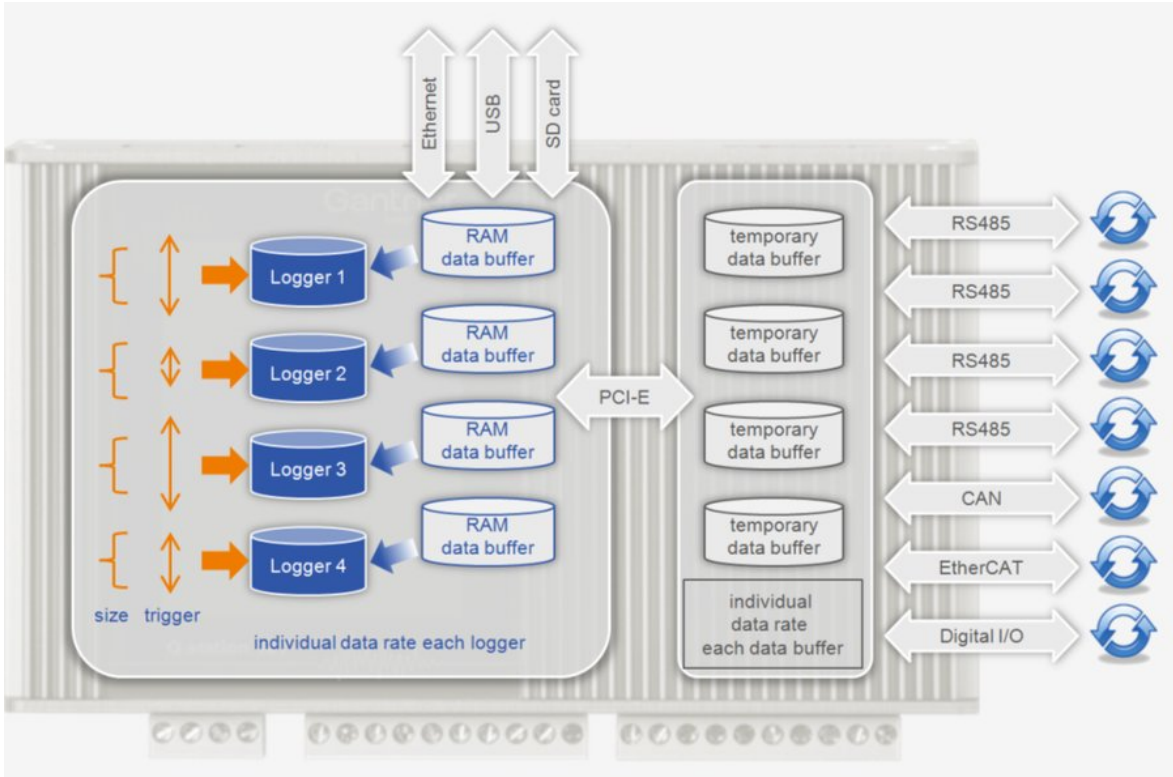 Ethernet
USB
SD card
RAM
data buffer
Logger 1
RAM
data buffer
Logger 2
RAM
data buffer
Logger 3
RAM
data buffer
Logger 4
size
trigger
individual data rate each logger
PCI-E
temporary
data buffer
temporary
data buffer
temporary
data buffer
temporary
data buffer
individual
data rate
each data buffer
RS485
RS485
RS485
RS485
CAN
EtherCAT
Digital I/O